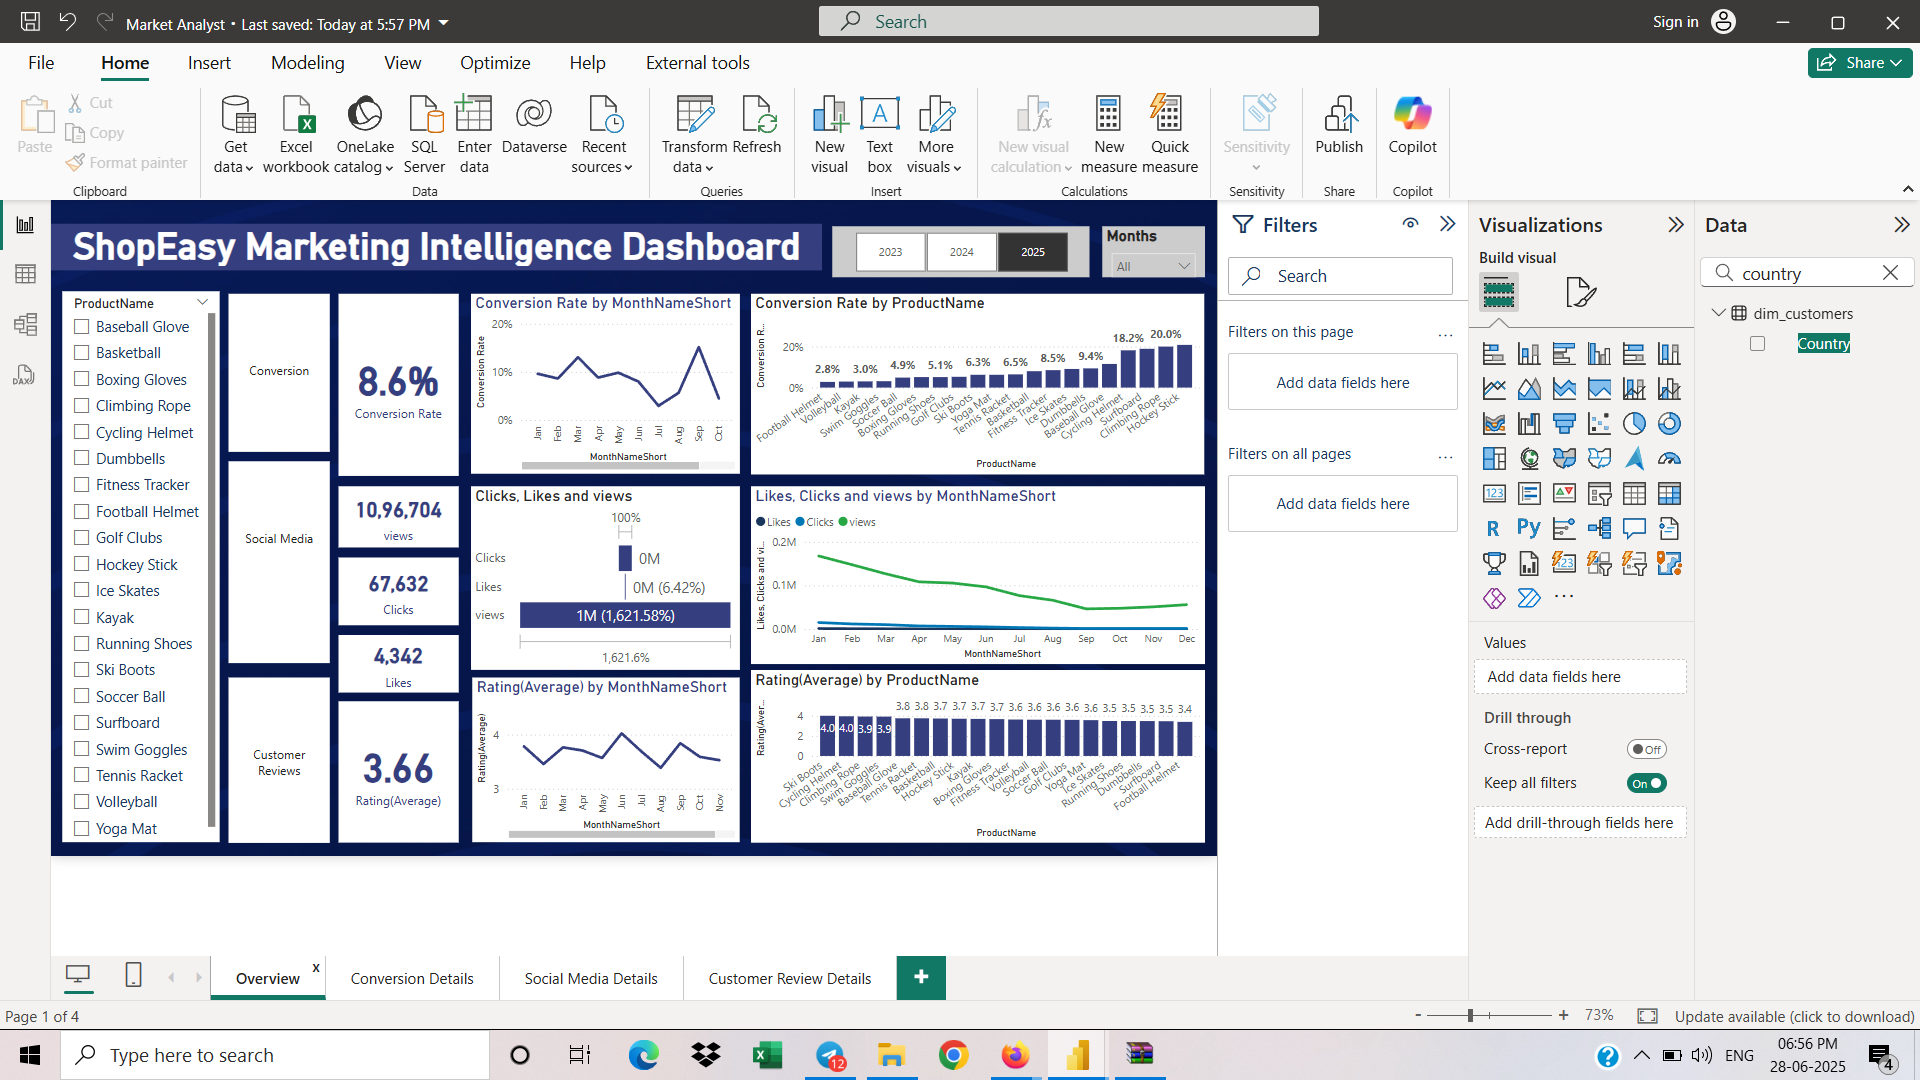 Market Analyst • Last saved: Today at 5:57 PM
Search
Sign in
File
Home
Insert
Modeling
View
Optimize
Help
External tools
Share
Paste
Cut
Copy
Format painter
Clipboard
Get data
Excel workbook
OneLake catalog
SQL Server
Enter data
Dataverse
Recent sources
Data
Transform data
Refresh
Queries
New visual
Text box
More visuals
Insert
New visual calculation
New measure
Quick measure
Calculations
Sensitivity
Sensitivity
Publish
Share
Copilot
Copilot
ShopEasy Marketing Intelligence Dashboard
2023
2024
2025
Months
All
ProductName
Baseball Glove
Basketball
Boxing Gloves
Climbing Rope
Cycling Helmet
Dumbbells
Fitness Tracker
Football Helmet
Golf Clubs
Hockey Stick
Ice Skates
Kayak
Running Shoes
Ski Boots
Soccer Ball
Surfboard
Swim Goggles
Tennis Racket
Volleyball
Yoga Mat
Conversion
Social Media
Customer Reviews
8.6%
Conversion Rate
10,96,704
views
67,632
Clicks
4,342
Likes
3.66
Rating(Average)
Conversion Rate by MonthNameShort
Conversion Rate
20%
10%
0%
Jan Feb Mar Apr May Jun Jul Aug Sep Oct
MonthNameShort
Conversion Rate by ProductName
Conversion R...
20%
0%
2.8% 3.0% 4.9% 5.1% 6.3% 6.5% 8.5% 9.4% 18.2% 20.0%
Football Helmet Volleyball Kayak Swim Goggles Soccer Ball Boxing Gloves Running Shoes Golf Clubs Ski Boots Yoga Mat Tennis Racket Basketball Fitness Tracker Ice Skates Dumbbells Baseball Glove Cycling Helmet Surfboard Climbing Rope Hockey Stick
ProductName
Clicks, Likes and views
100%
Clicks
0M
Likes
0M (6.42%)
views
1M (1,621.58%)
1,621.6%
Likes, Clicks and views by MonthNameShort
Likes Clicks views
Likes, Clicks and vi...
0.2M
0.1M
0.0M
Jan Feb Mar Apr May Jun Jul Aug Sep Oct Nov Dec
MonthNameShort
Rating(Average) by MonthNameShort
Rating(Average)
4
3
Jan Feb Mar Apr May Jun Jul Aug Sep Oct Nov
MonthNameShort
Rating(Average) by ProductName
Rating(Aver...
4
2
0
4.0 4.0 3.9 3.9 3.8 3.8 3.7 3.7 3.7 3.7 3.6 3.6 3.6 3.6 3.6 3.5 3.5 3.5 3.5 3.4
Ski Boots Cycling Helmet Climbing Rope Swim Goggles Baseball Glove Tennis Racket Basketball Hockey Stick Kayak Boxing Gloves Fitness Tracker Volleyball Soccer Ball Golf Clubs Yoga Mat Ice Skates Running Shoes Dumbbells Surfboard Football Helmet
ProductName
Filters
Search
Filters on this page
...
Add data fields here
Filters on all pages
...
Add data fields here
Visualizations
Build visual
123
R
Py
123
...
Values
Add data fields here
Drill through
Cross-report
Off
Keep all filters
On
Add drill-through fields here
Data
country
dim_customers
Country
DAX
Overview
x
Conversion Details
Social Media Details
Customer Review Details
+
Page 1 of 4
- + 73%
Update available (click to download)
Type here to search
12
ENG
06:56 PM
28-06-2025
4